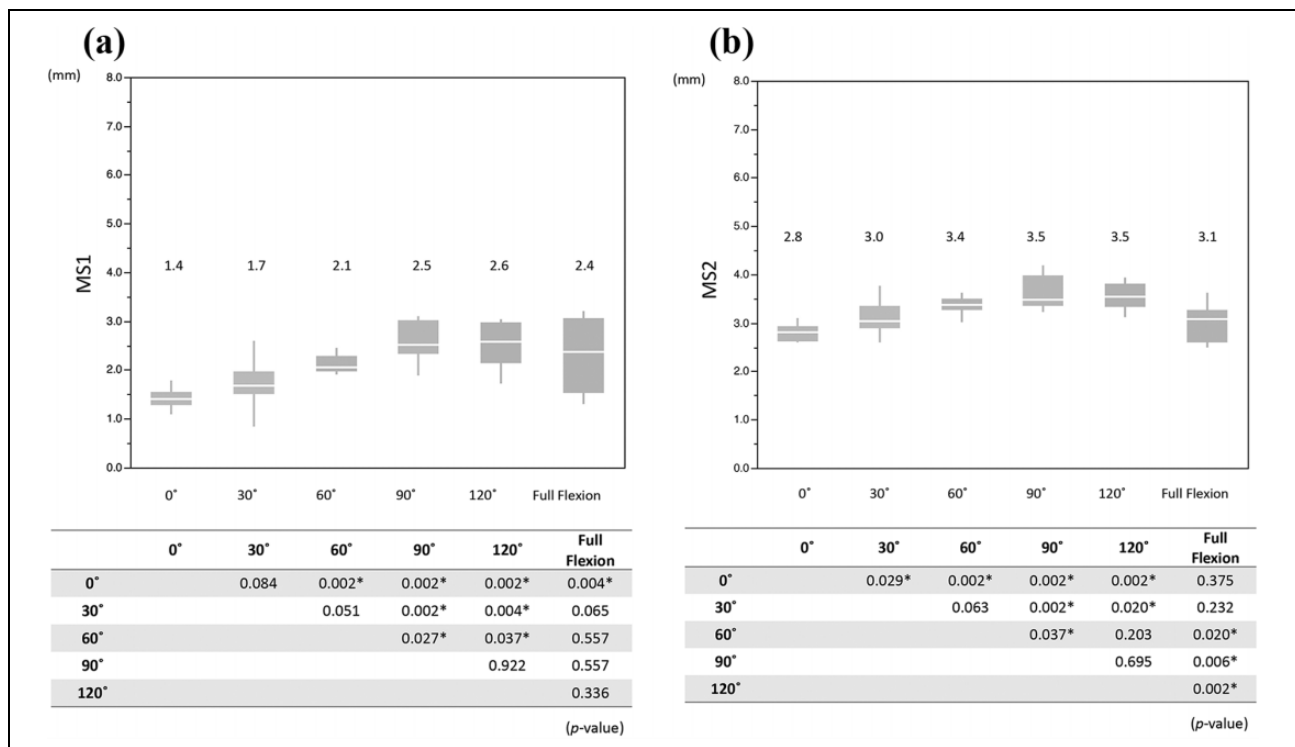 (a)
(mm)
8.0
7.0
6.0
5.0
4.0
3.0
2.0
1.0
0.0
MS1
1.4 1.7 2.1 2.5 2.6 2.4
0˚ 30˚ 60˚ 90˚ 120˚ Full Flexion
0˚ 30˚ 60˚ 90˚ 120˚ Full
Flexion
0˚ 0.084 0.002* 0.002* 0.002* 0.004*
30˚ 0.051 0.002* 0.004* 0.065
60˚ 0.027* 0.037* 0.557
90˚ 0.922 0.557
120˚ 0.336
(p-value)
(b)
(mm)
8.0
7.0
6.0
5.0
4.0
3.0
2.0
1.0
0.0
MS2
2.8 3.0 3.4 3.5 3.5 3.1
0˚ 30˚ 60˚ 90˚ 120˚ Full Flexion
0˚ 30˚ 60˚ 90˚ 120˚ Full
Flexion
0˚ 0.029* 0.002* 0.002* 0.002* 0.375
30˚ 0.063 0.002* 0.020* 0.232
60˚ 0.037* 0.203 0.020*
90˚ 0.695 0.006*
120˚ 0.002*
(p-value)